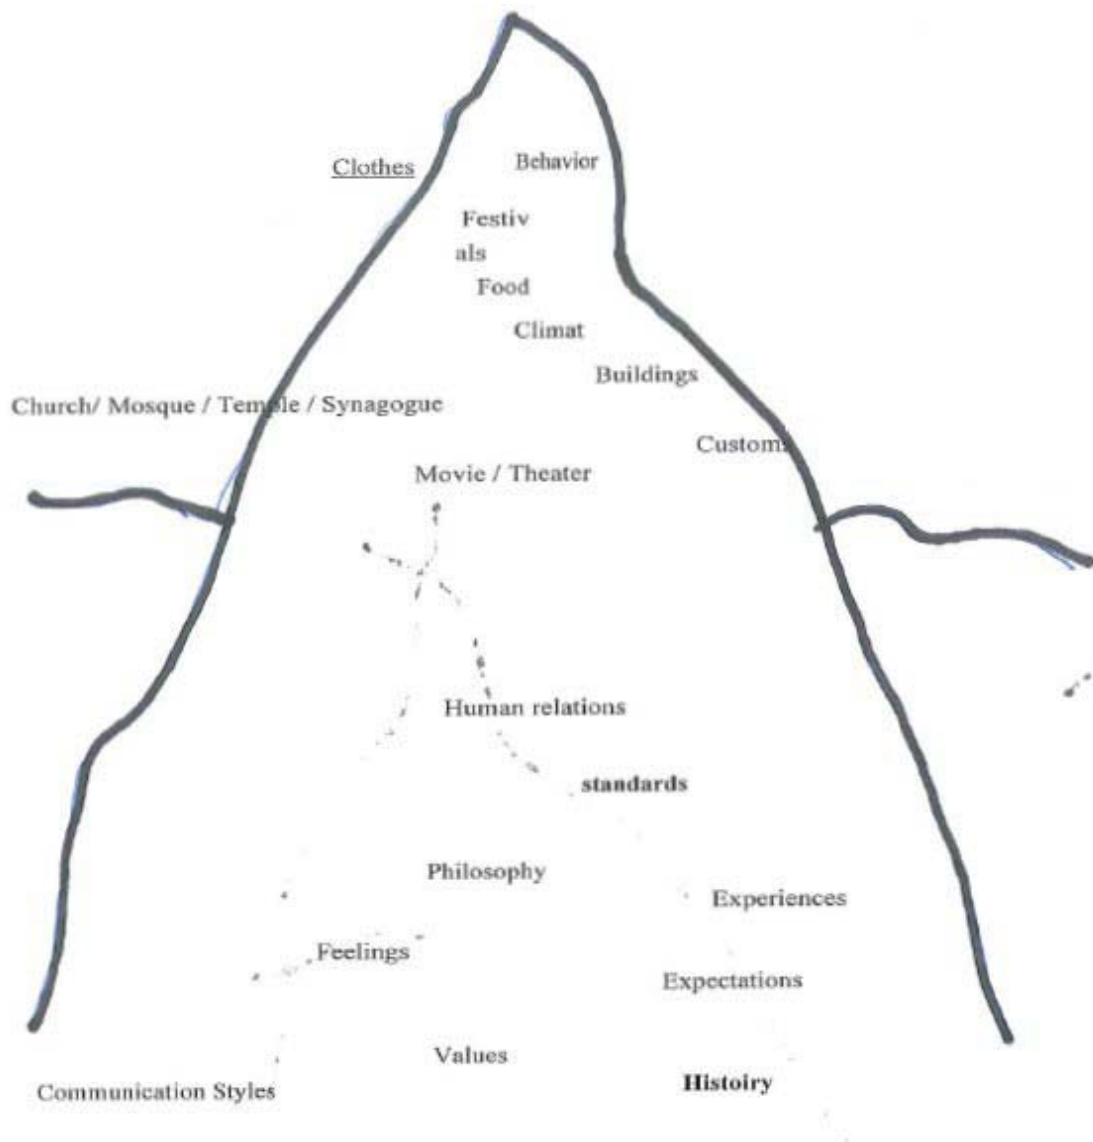 Clothes
Behavior
Festiv
als
Food
Climat
Buildings
Church/ Mosque / Temple / Synagogue
Customs
Movie / Theater
Human relations
standards
Philosophy
Experiences
Feelings
Expectations
Values
Histoiry
Communication Styles